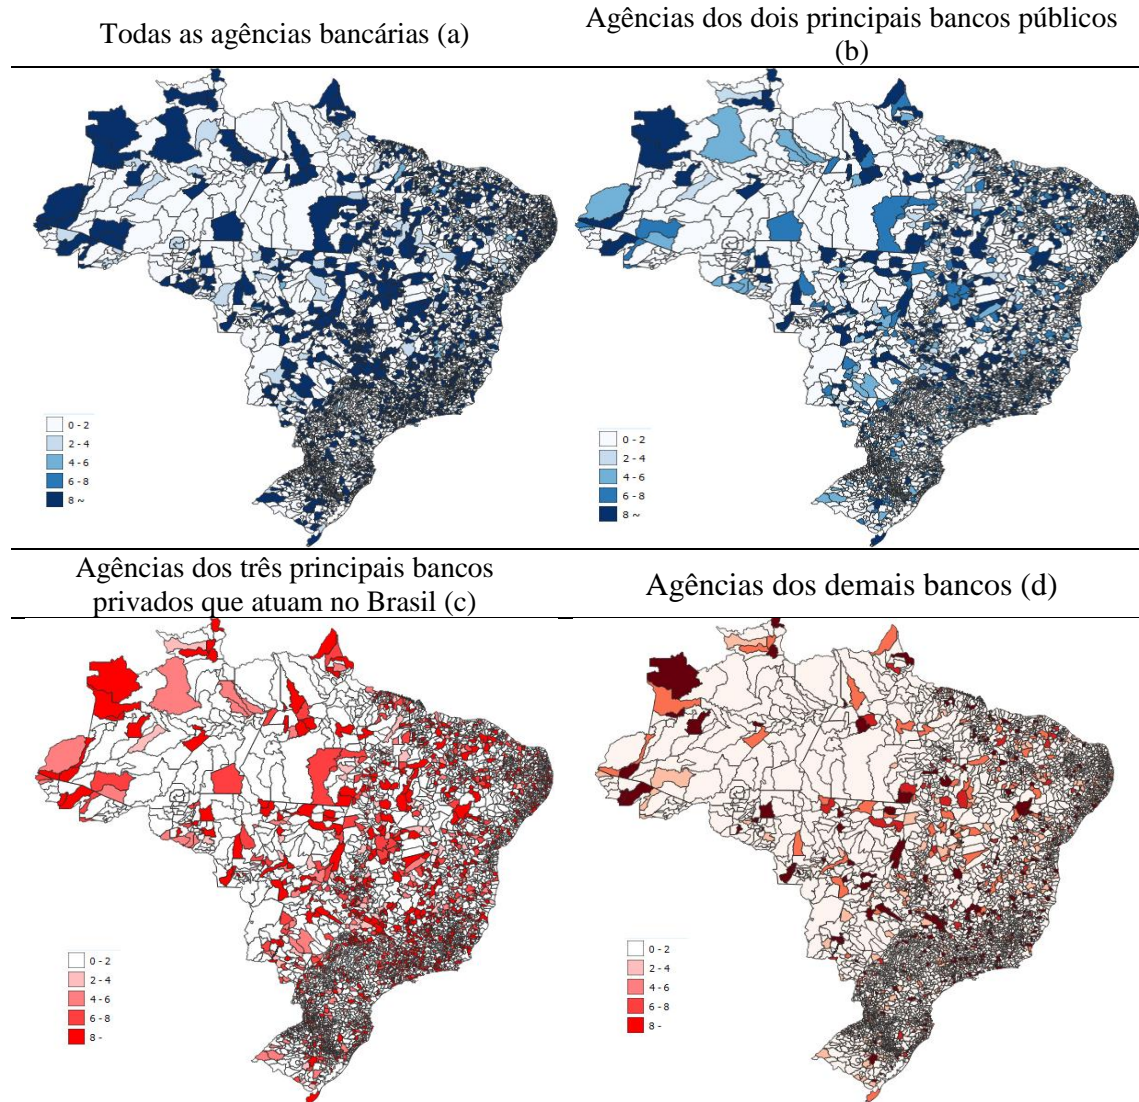 Todas as agências bancárias (a)
Agências dos dois principais bancos públicos
(b)
0 - 2
2 - 4
4 - 6
6 - 8
8 ~
0 - 2
2 - 4
4 - 6
6 - 8
8 ~
Agências dos três principais bancos
privados que atuam no Brasil (c)
Agências dos demais bancos (d)
0 - 2
2 - 4
4 - 6
6 - 8
8 -
0 - 2
2 - 4
4 - 6
6 - 8
8 -